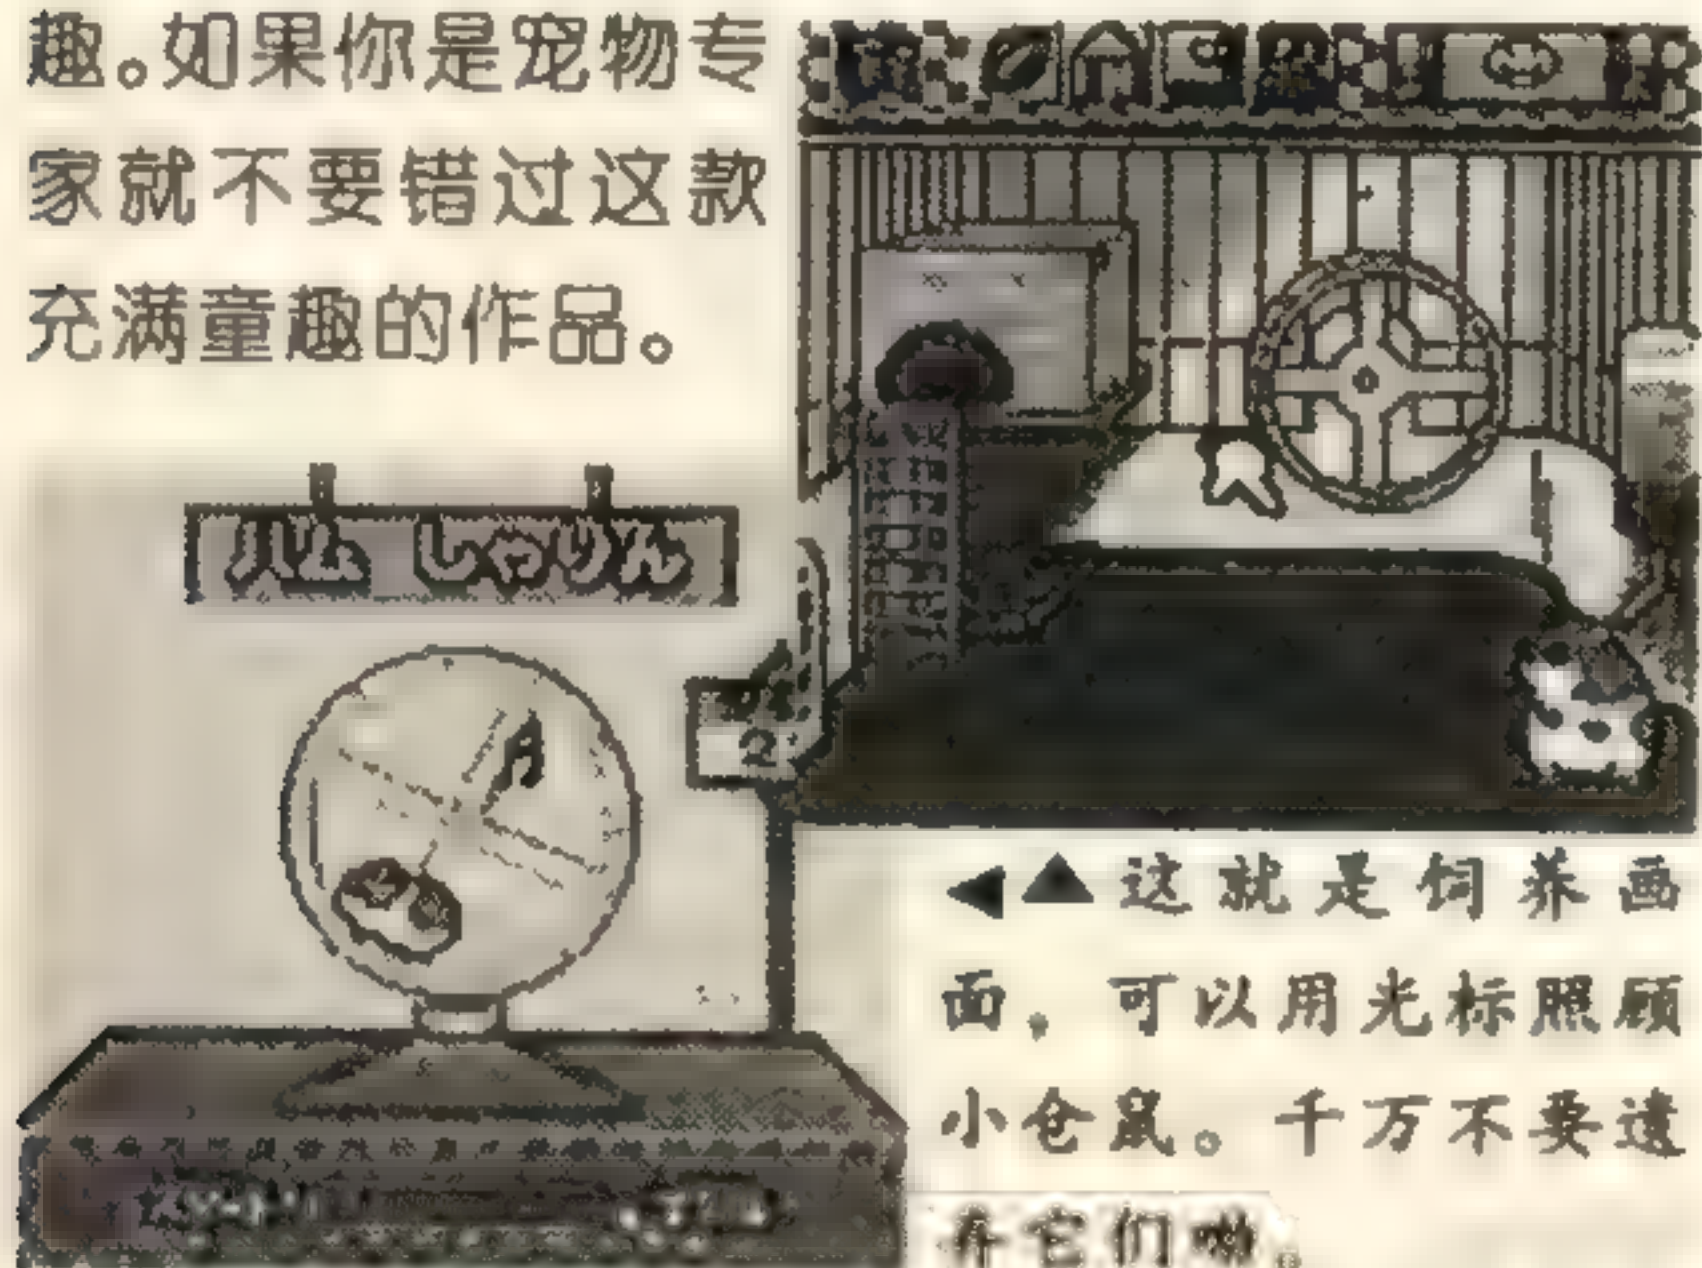 趣。如果你是宠物专
家就不要错过这款
充满童趣的作品。
ハム しゃりん
2
◀▲这就是饲养画
面。可以用光标照顾
小仓鼠。千万不要遗
弃它们哦。